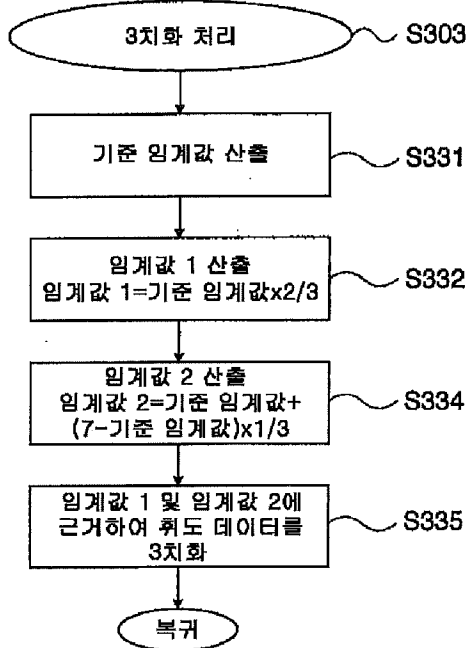 3치화 처리
S303
기준 임계값 산출
S331
임계값 1 산출
임계값 1=기준 임계값x2/3
S332
임계값 2 산출
임계값 2=기준 임계값+
(7-기준 임계값)x1/3
S334
임계값 1 및 임계값 2에
근거하여 휘도 데이터를
3치화
S335
복귀